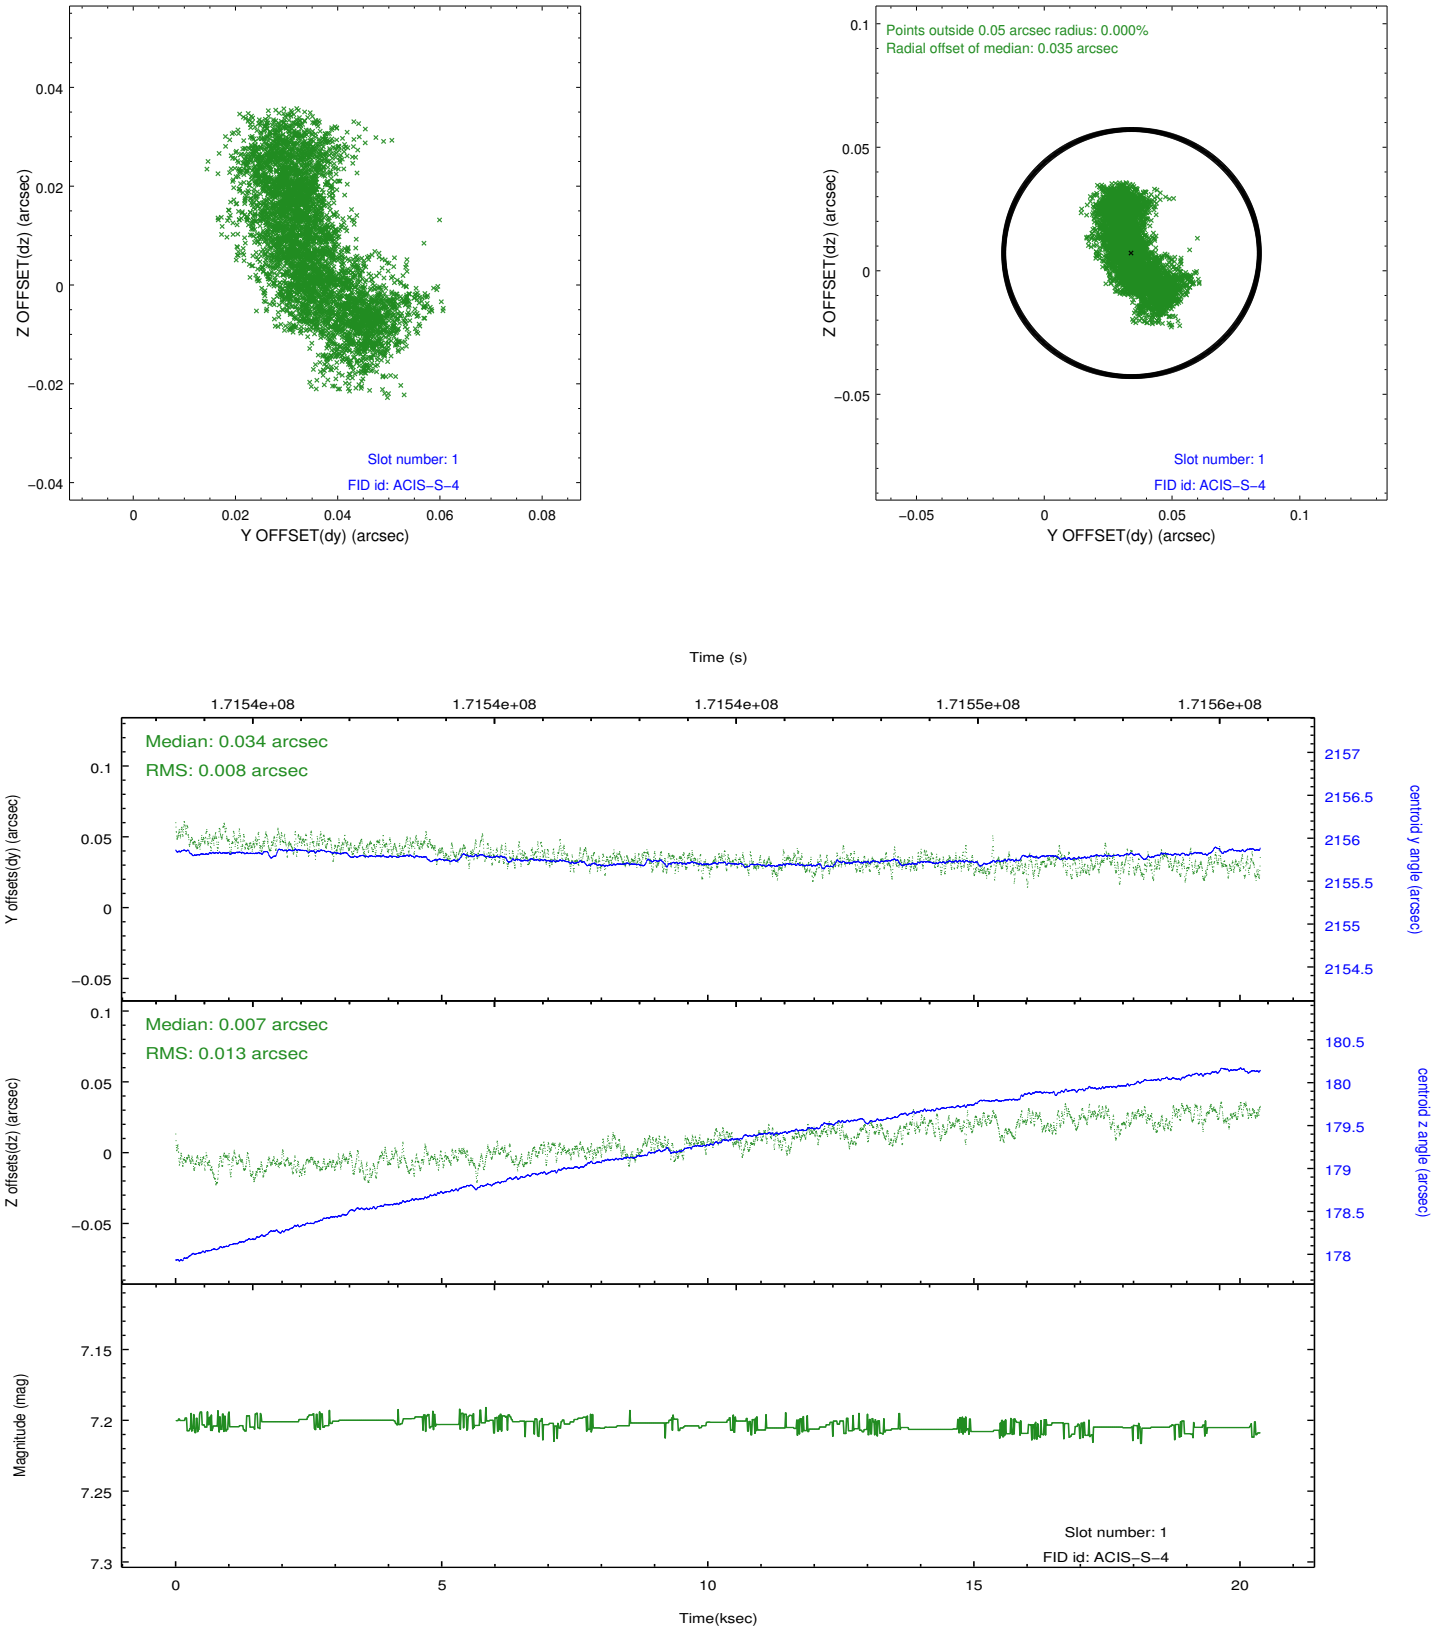 0.04
0.02
0
−0.02
−0.04
Z OFFSET(dz) (arcsec)
Slot number: 1
FID id: ACIS−S−4
0
0.02
0.04
0.06
0.08
Y OFFSET(dy) (arcsec)
Points outside 0.05 arcsec radius: 0.000%
Radial offset of median: 0.035 arcsec
0.1
0.05
0
−0.05
Z OFFSET(dz) (arcsec)
Slot number: 1
FID id: ACIS−S−4
−0.05
0
0.05
0.1
Y OFFSET(dy) (arcsec)
Time (s)
1.7154e+08
1.7154e+08
1.7154e+08
1.7155e+08
1.7156e+08
Median: 0.034 arcsec
RMS: 0.008 arcsec
0.1
0.05
0
−0.05
Y offsets(dy) (arcsec)
2157
2156.5
2156
2155.5
2155
2154.5
centroid y angle (arcsec)
Median: 0.007 arcsec
RMS: 0.013 arcsec
0.1
0.05
0
−0.05
Z offsets(dz) (arcsec)
180.5
180
179.5
179
178.5
178
centroid z angle (arcsec)
7.15
7.2
7.25
7.3
Magnitude (mag)
Slot number: 1
FID id: ACIS−S−4
0
5
10
15
20
Time(ksec)